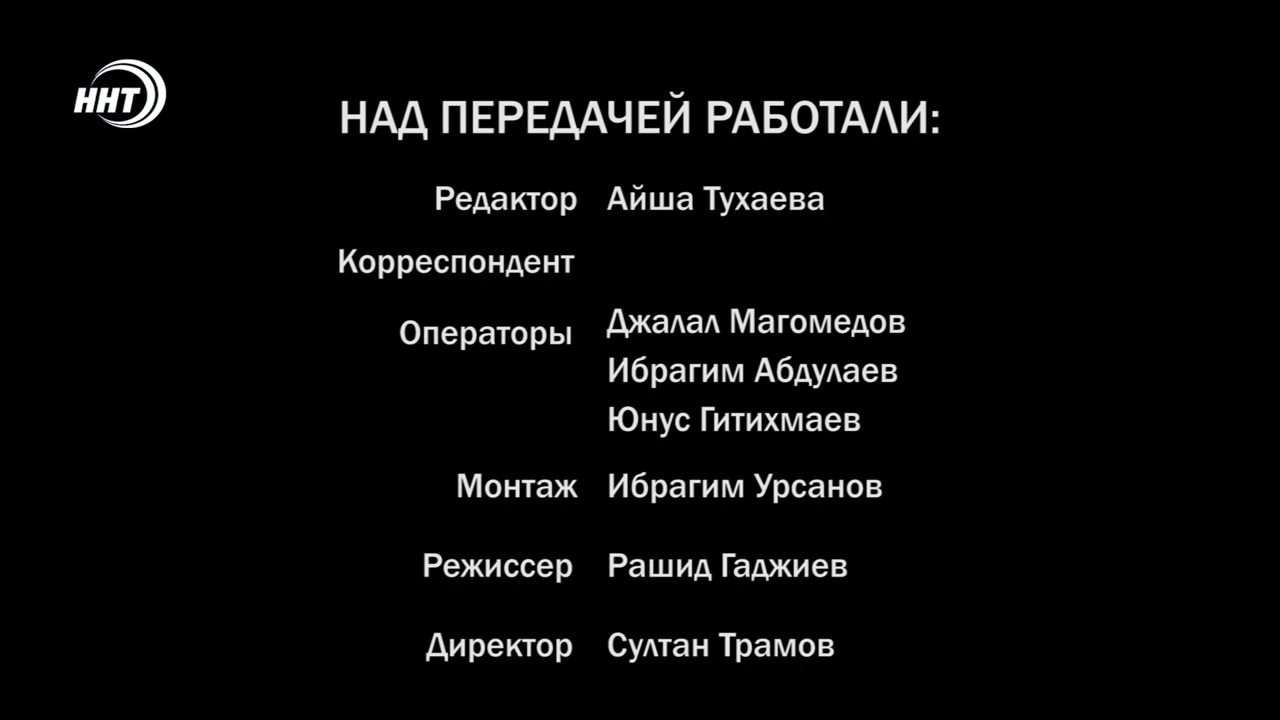 ННТ
НАД ПЕРЕДАЧЕЙ РАБОТАЛИ:
Редактор Айша Тухаева
Корреспондент
Операторы Джалал Магомедов
Ибрагим Абдулаев
Юнус Гитихмаев
Монтаж Ибрагим Урсанов
Режиссер Рашид Гаджиев
Директор Султан Трамов